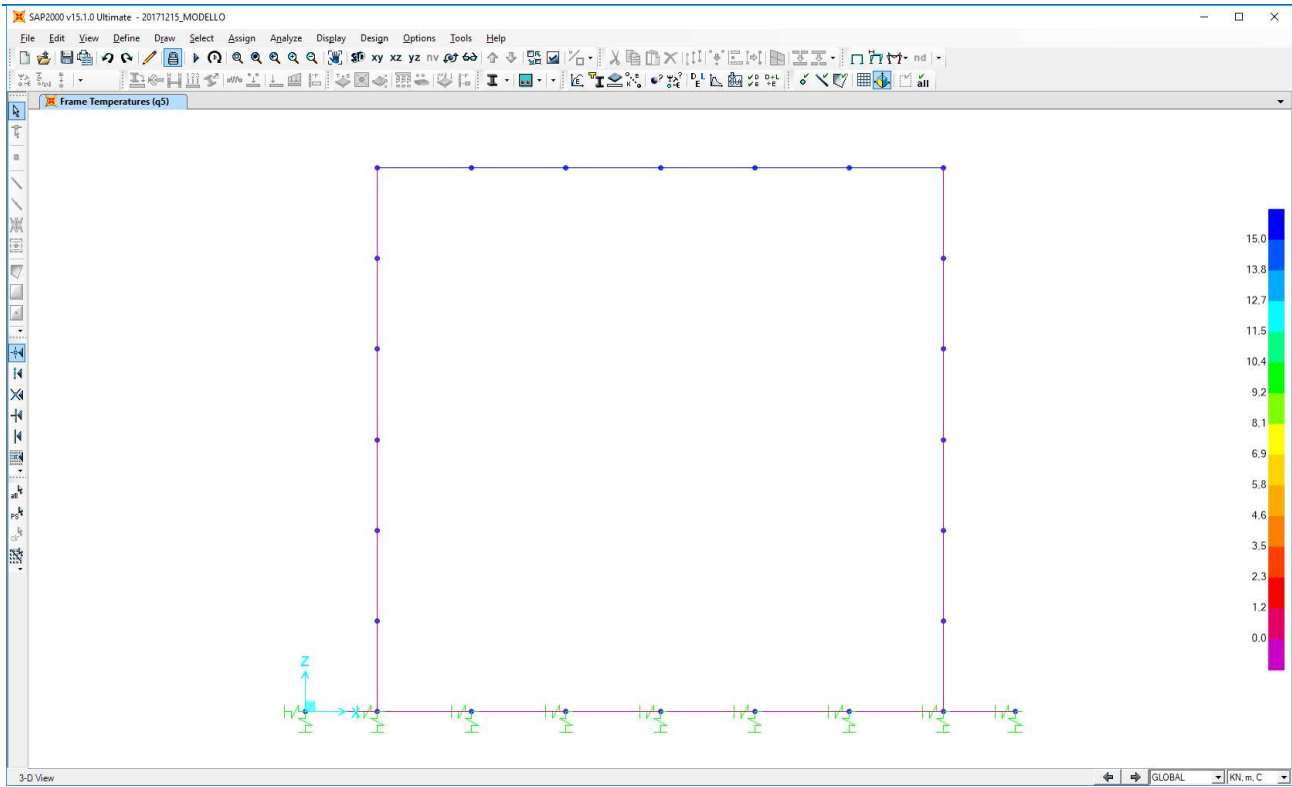 SAP2000 v15.1.0 Ultimate - 20171215_MODELLO
File Edit View Define Draw Select Assign Analyze Display Design Options Tools Help
xy xz yz nv nd
all
Frame Temperatures (q5)
15.0
13.8
12.7
11.5
10.4
9.2
8.1
6.9
5.8
4.6
3.5
2.3
1.2
0.0
all
PS
clr
Z
X
3-D View
GLOBAL
KN, m, C